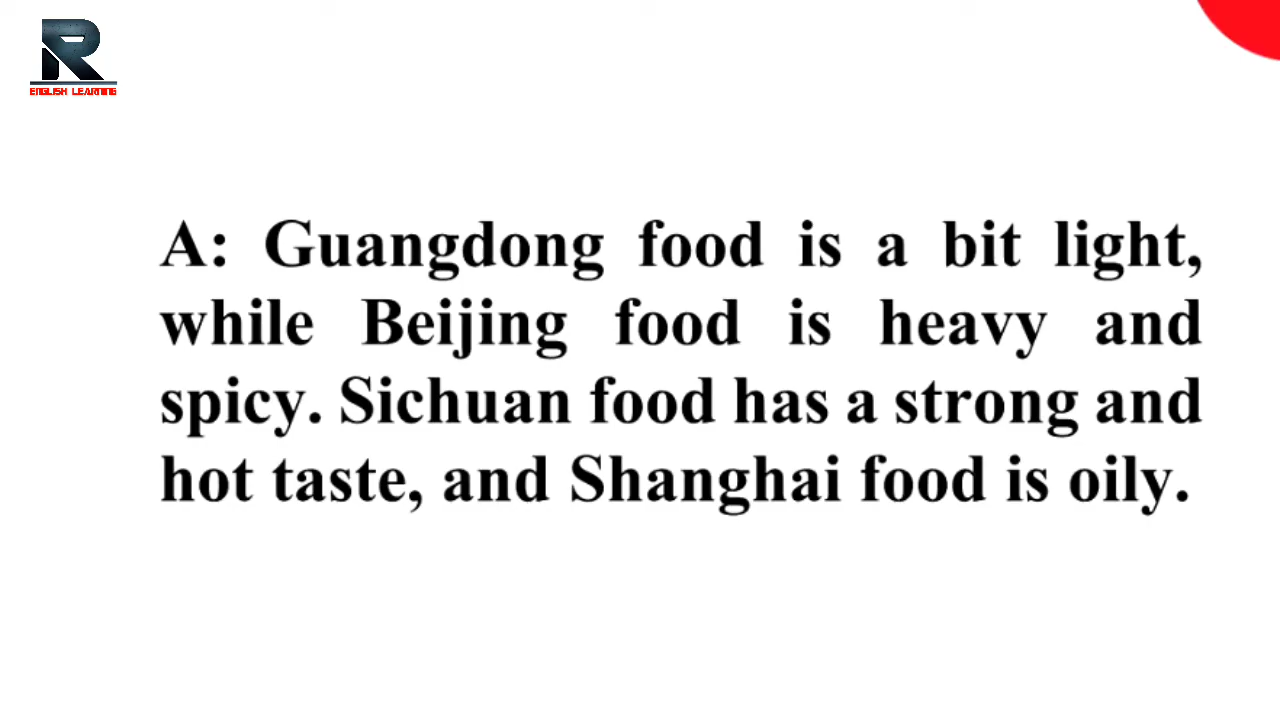 R
ENGLISH LEARNING
A: Guangdong food is a bit light,
while Beijing food is heavy and
spicy. Sichuan food has a strong and
hot taste, and Shanghai food is oily.